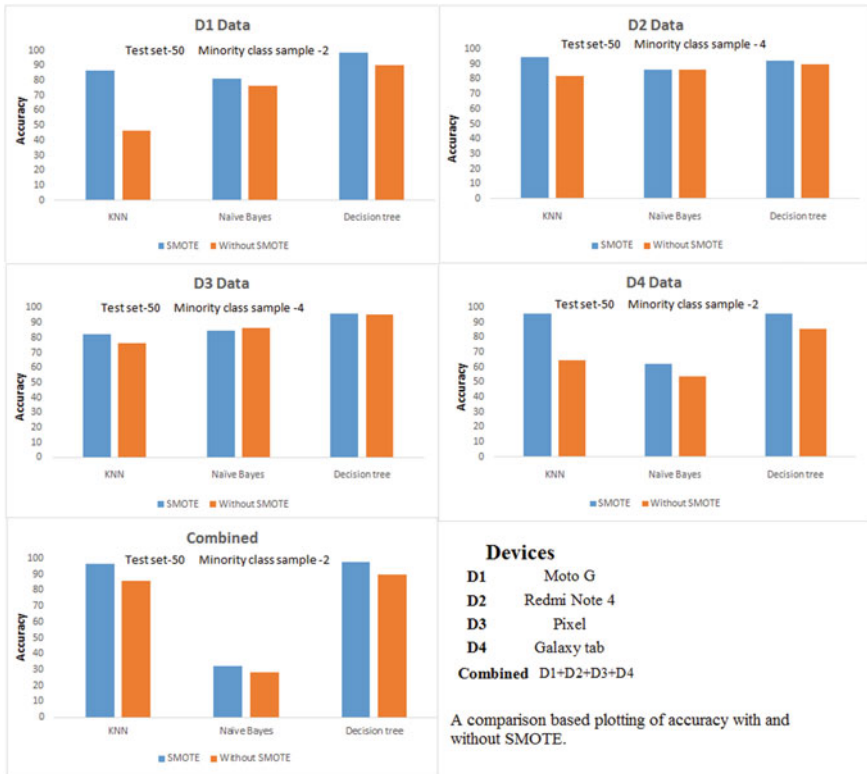 D1 Data
Test set-50 Minority class sample -2
Accuracy
100
90
80
70
60
50
40
30
20
10
0
KNN
Naïve Bayes
Decision tree
SMOTE
Without SMOTE
D2 Data
Test set-50 Minority class sample - 4
Accuracy
100
90
80
70
60
50
40
30
20
10
0
KNN
Naïve Bayes
Decision tree
SMOTE
Without SMOTE
D3 Data
Test set-50 Minority class sample -4
Accuracy
100
90
80
70
60
50
40
30
20
10
0
KNN
Naïve Bayes
Decision tree
SMOTE
Without SMOTE
D4 Data
Test set-50 Minority class sample -2
Accuracy
100
90
80
70
60
50
40
30
20
10
0
KNN
Naïve Bayes
Decision tree
SMOTE
Without SMOTE
Combined
Test set-50 Minority class sample -2
Accuracy
100
90
80
70
60
50
40
30
20
10
0
KNN
Naïve Bayes
Decision tree
SMOTE
Without SMOTE
Devices
D1 Moto G
D2 Redmi Note 4
D3 Pixel
D4 Galaxy tab
Combined D1+D2+D3+D4
A comparison based plotting of accuracy with and
without SMOTE.